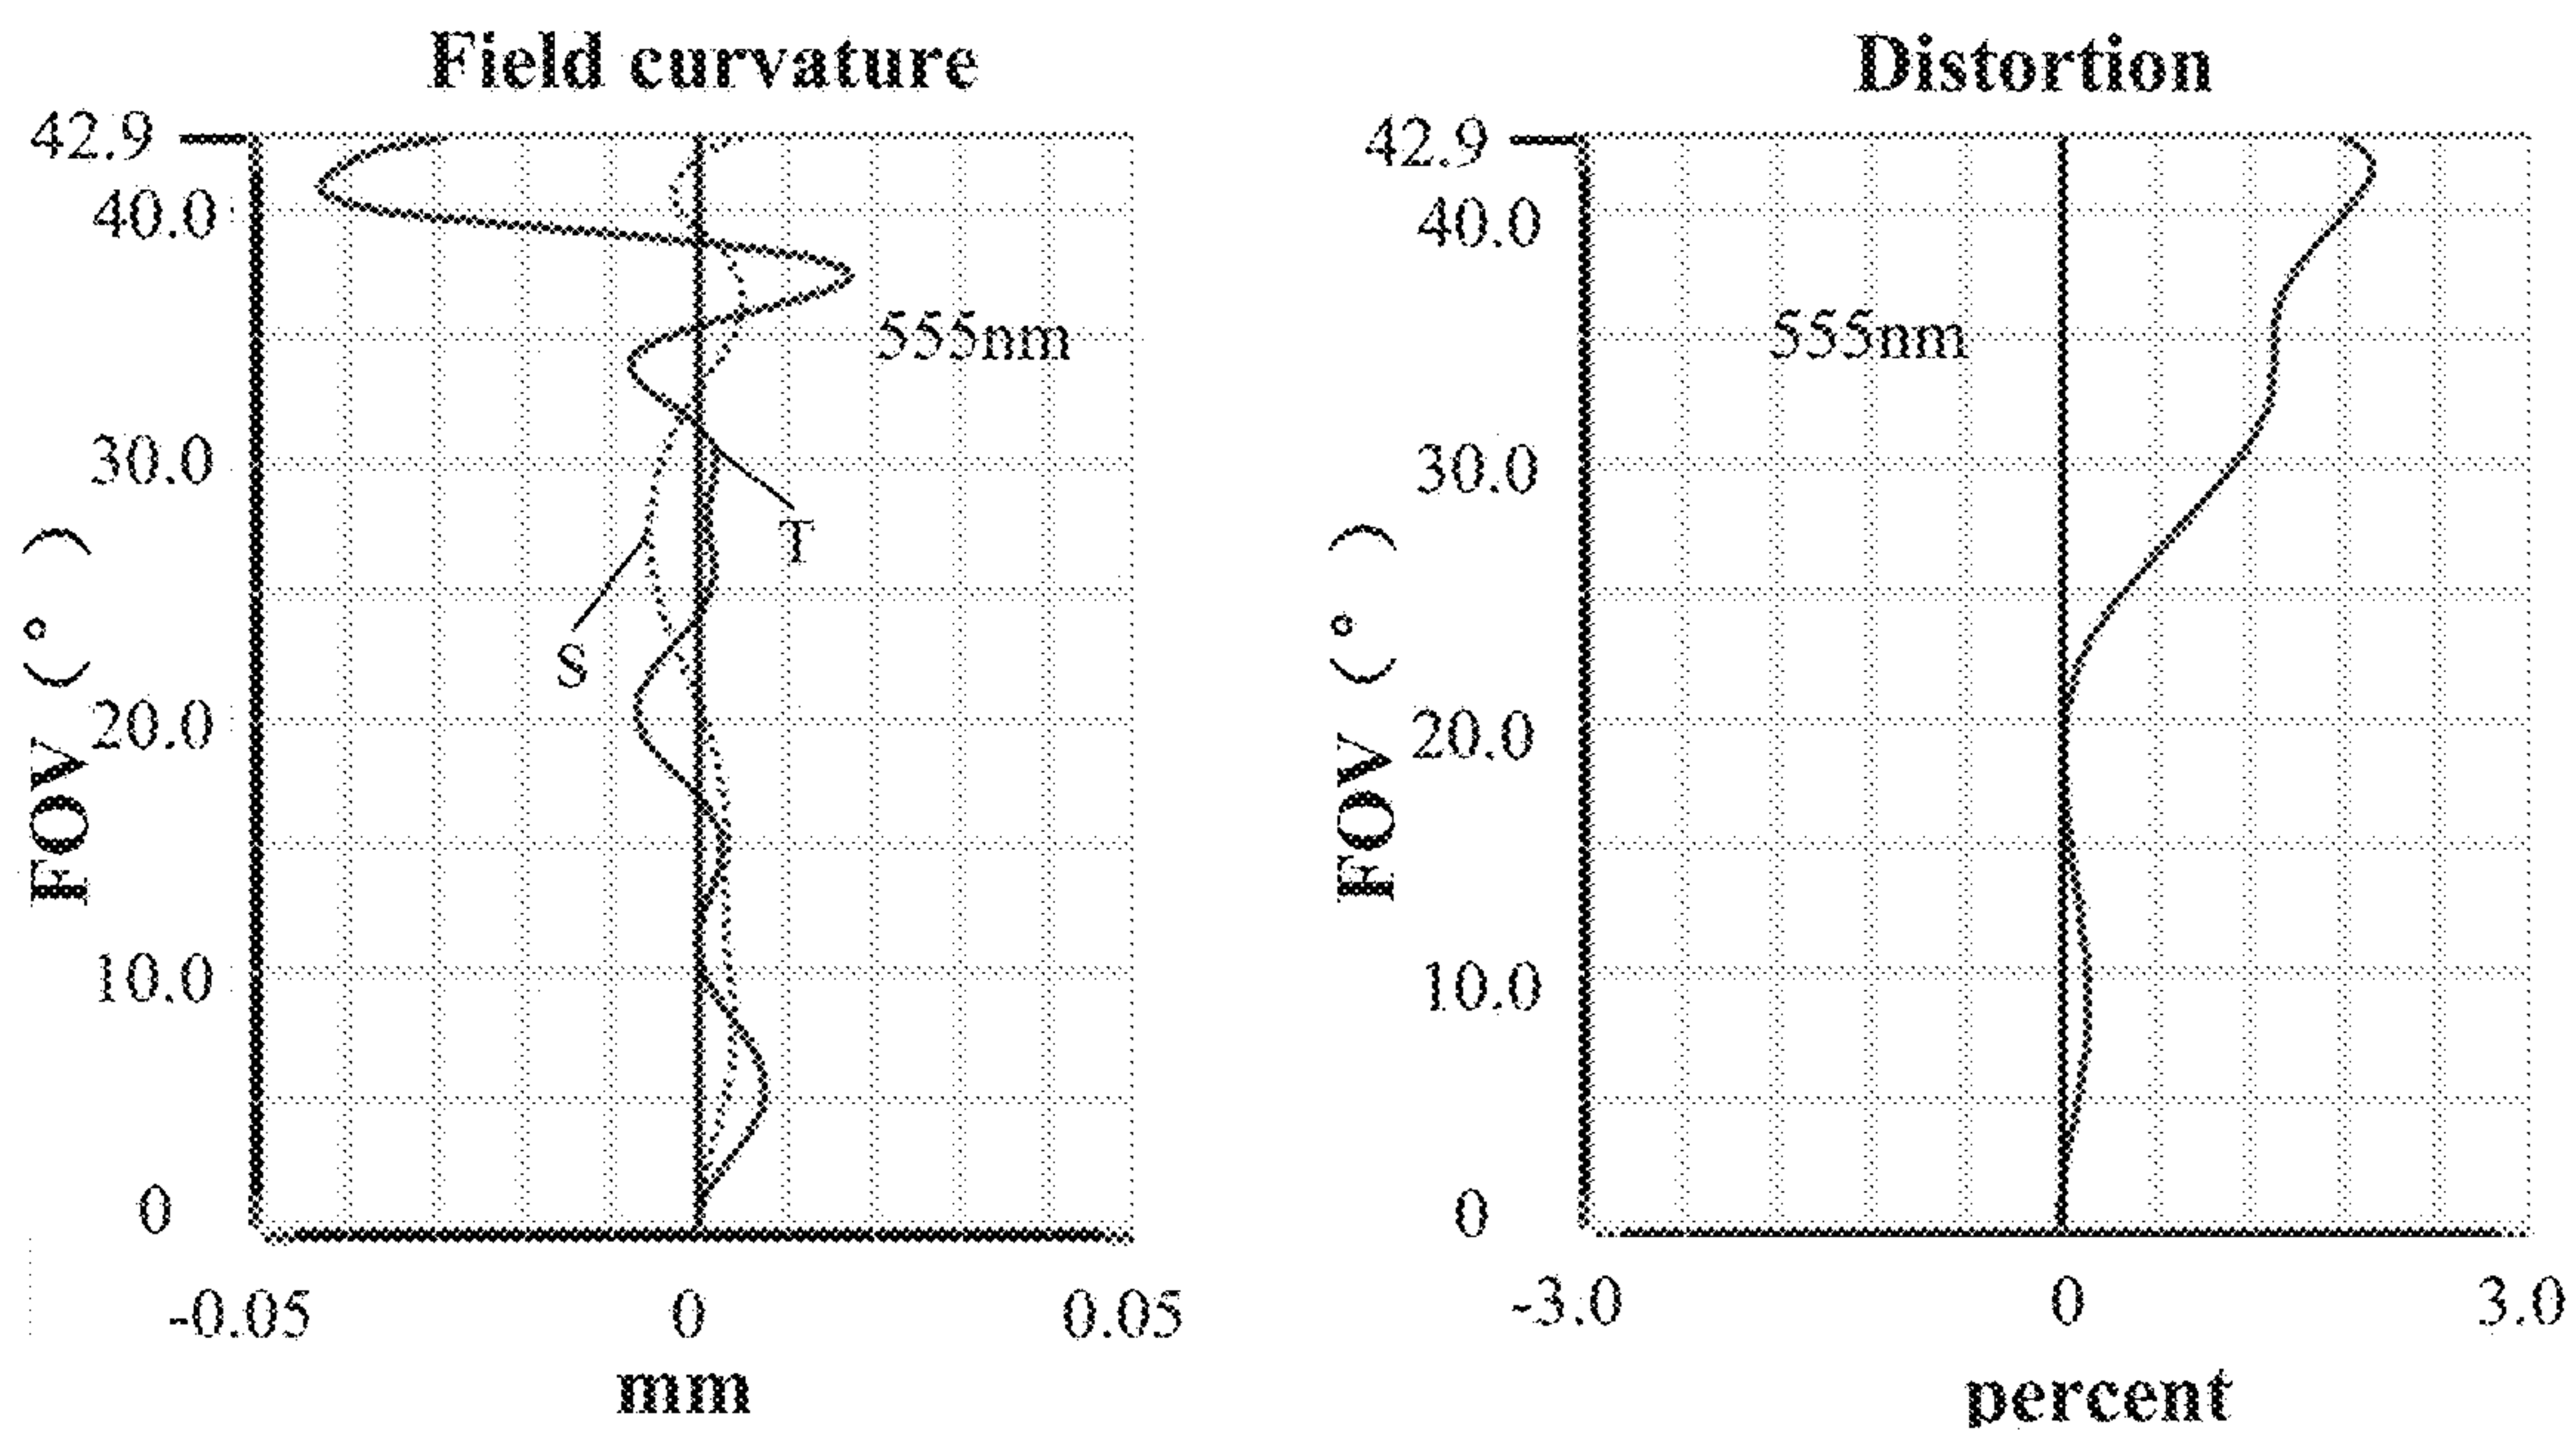 Field curvature
42.9
40.0
30.0
20.0
10.0
0
FOV (°)
555nm
T
S
-0.05 0 0.05
mm
Distortion
42.9
40.0
30.0
20.0
10.0
0
FOV (°)
555nm
-3.0 0 3.0
percent